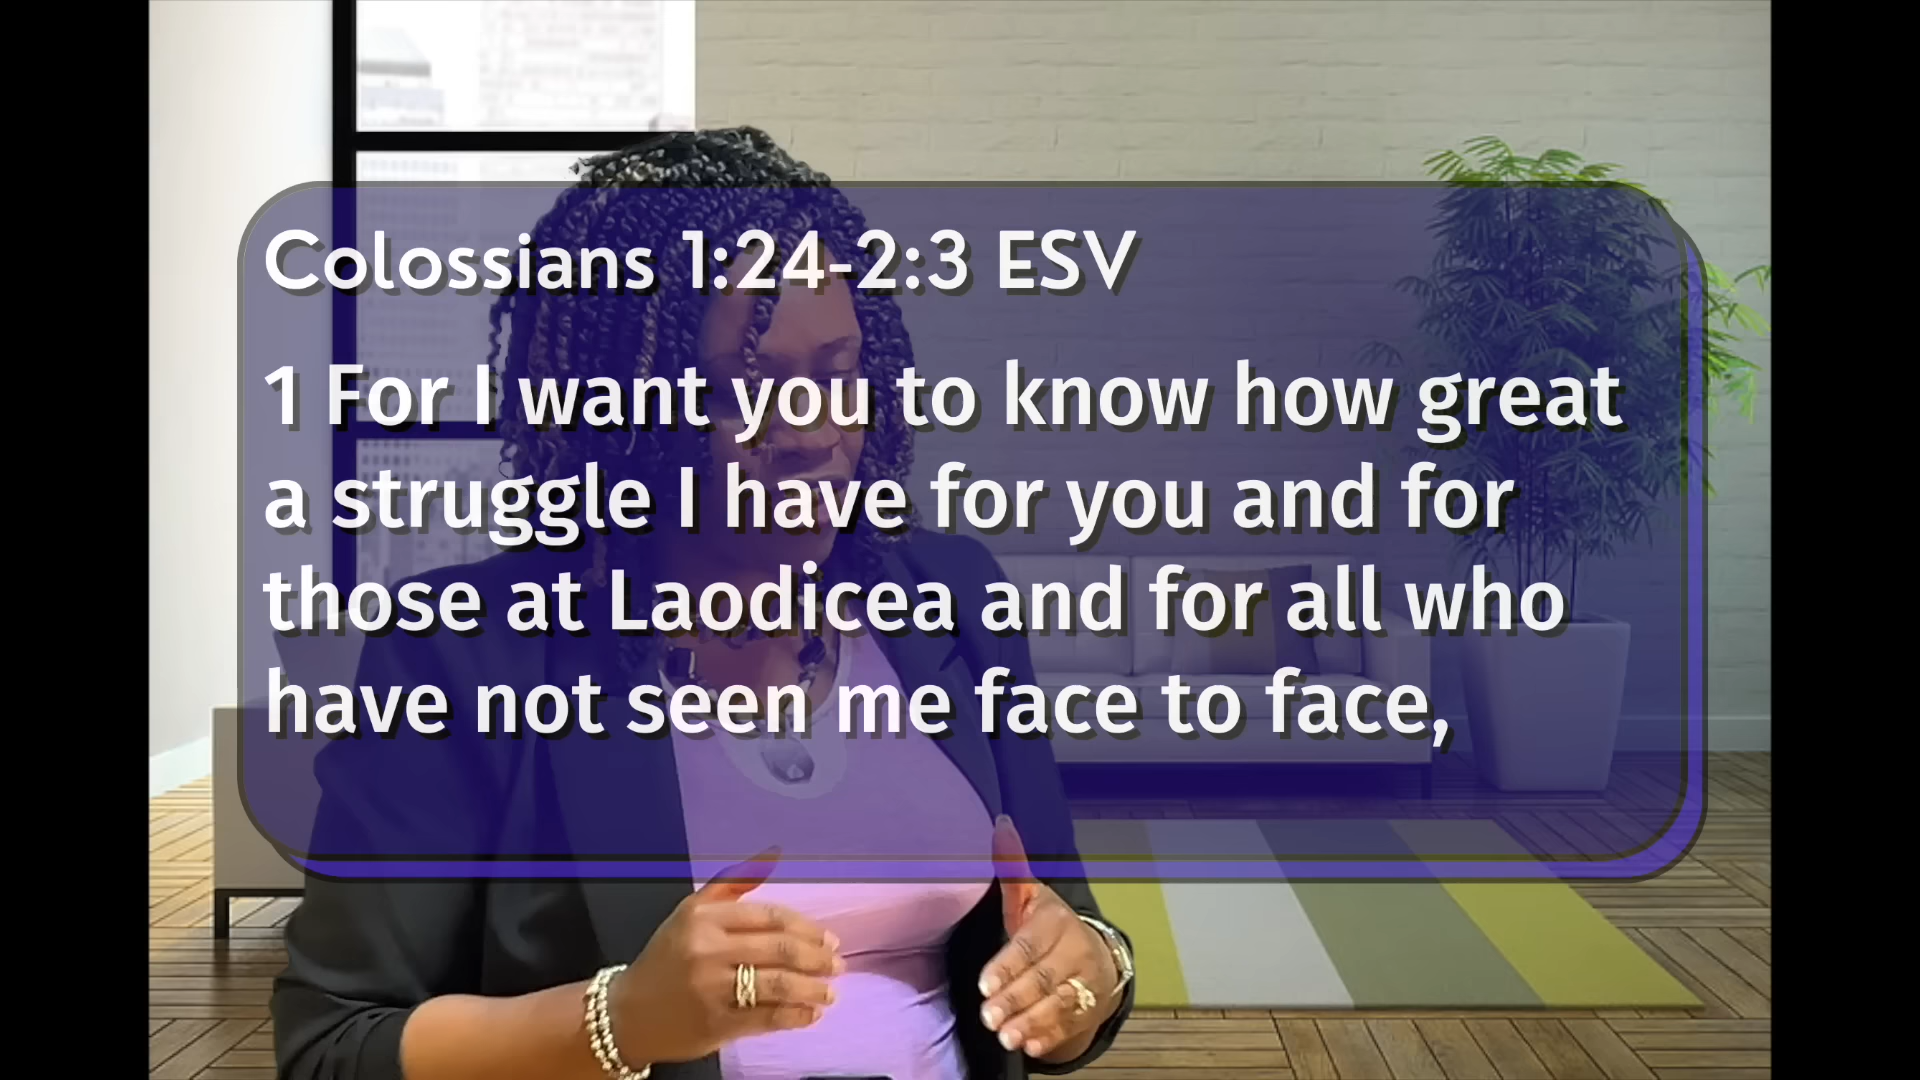 Colossians 1:24-2:3 ESV
1 For I want you to know how great
a struggle I have for you and for
those at Laodicea and for all who
have not seen me face to face,